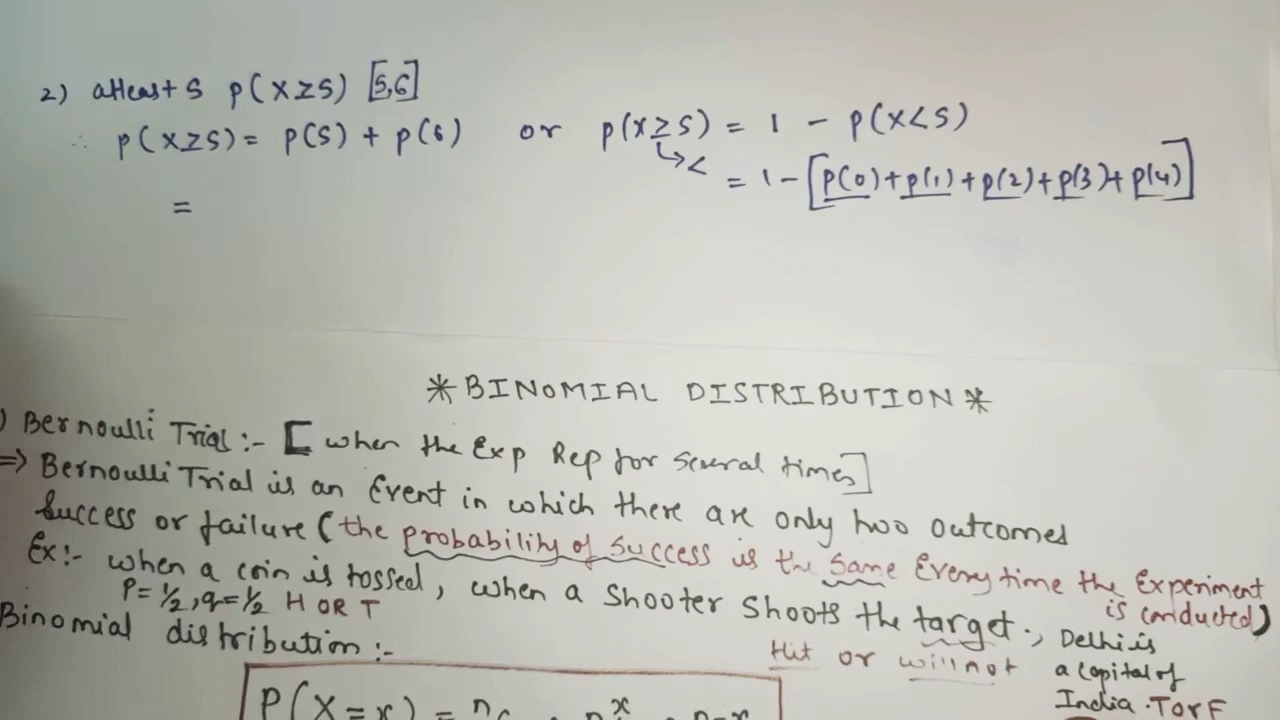 2) atleast 5 P(X≥5) [5,6]
∴ P(X≥5) = P(5) + P(6) or P(X≥5) = 1 - P(X<5)
↳<
= = 1 - [P(0)+P(1)+P(2)+P(3)+P(4)]
*BINOMIAL DISTRIBUTION*
) Bernoulli Trial :- [when the Exp Rep for several times]
=> Bernoulli Trial is an Event in which there are only two outcomes
success or failure (the probability of success is the same Every time the Experiment
is conducted)
Ex:- when a coin is tossed, when a shooter shoots the target.,
P=1/2, q=1/2 H OR T
Hit or will not
Delhi is
a Capital of
India. T or F
Binomial distribution :-
P(X=x) =